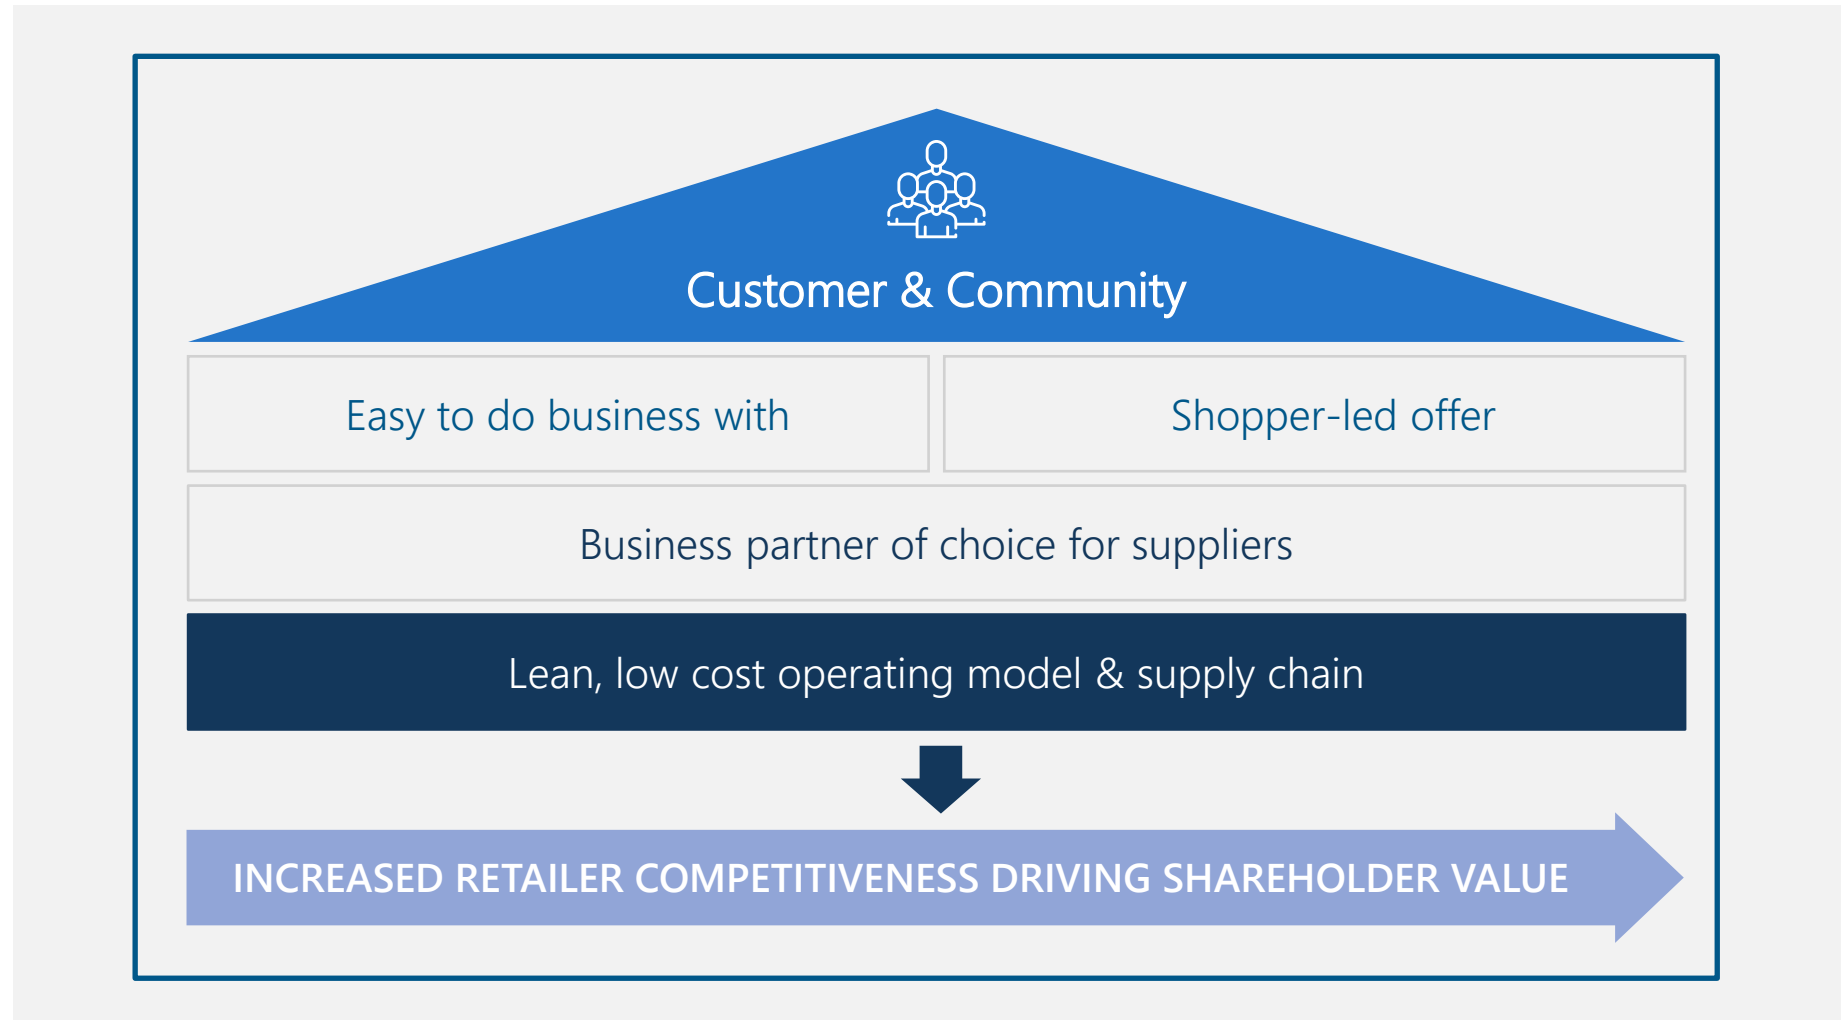 Customer & Community
Easy to do business with
Shopper-led offer
Business partner of choice for suppliers
Lean, low cost operating model & supply chain
INCREASED RETAILER COMPETITIVENESS DRIVING SHAREHOLDER VALUE